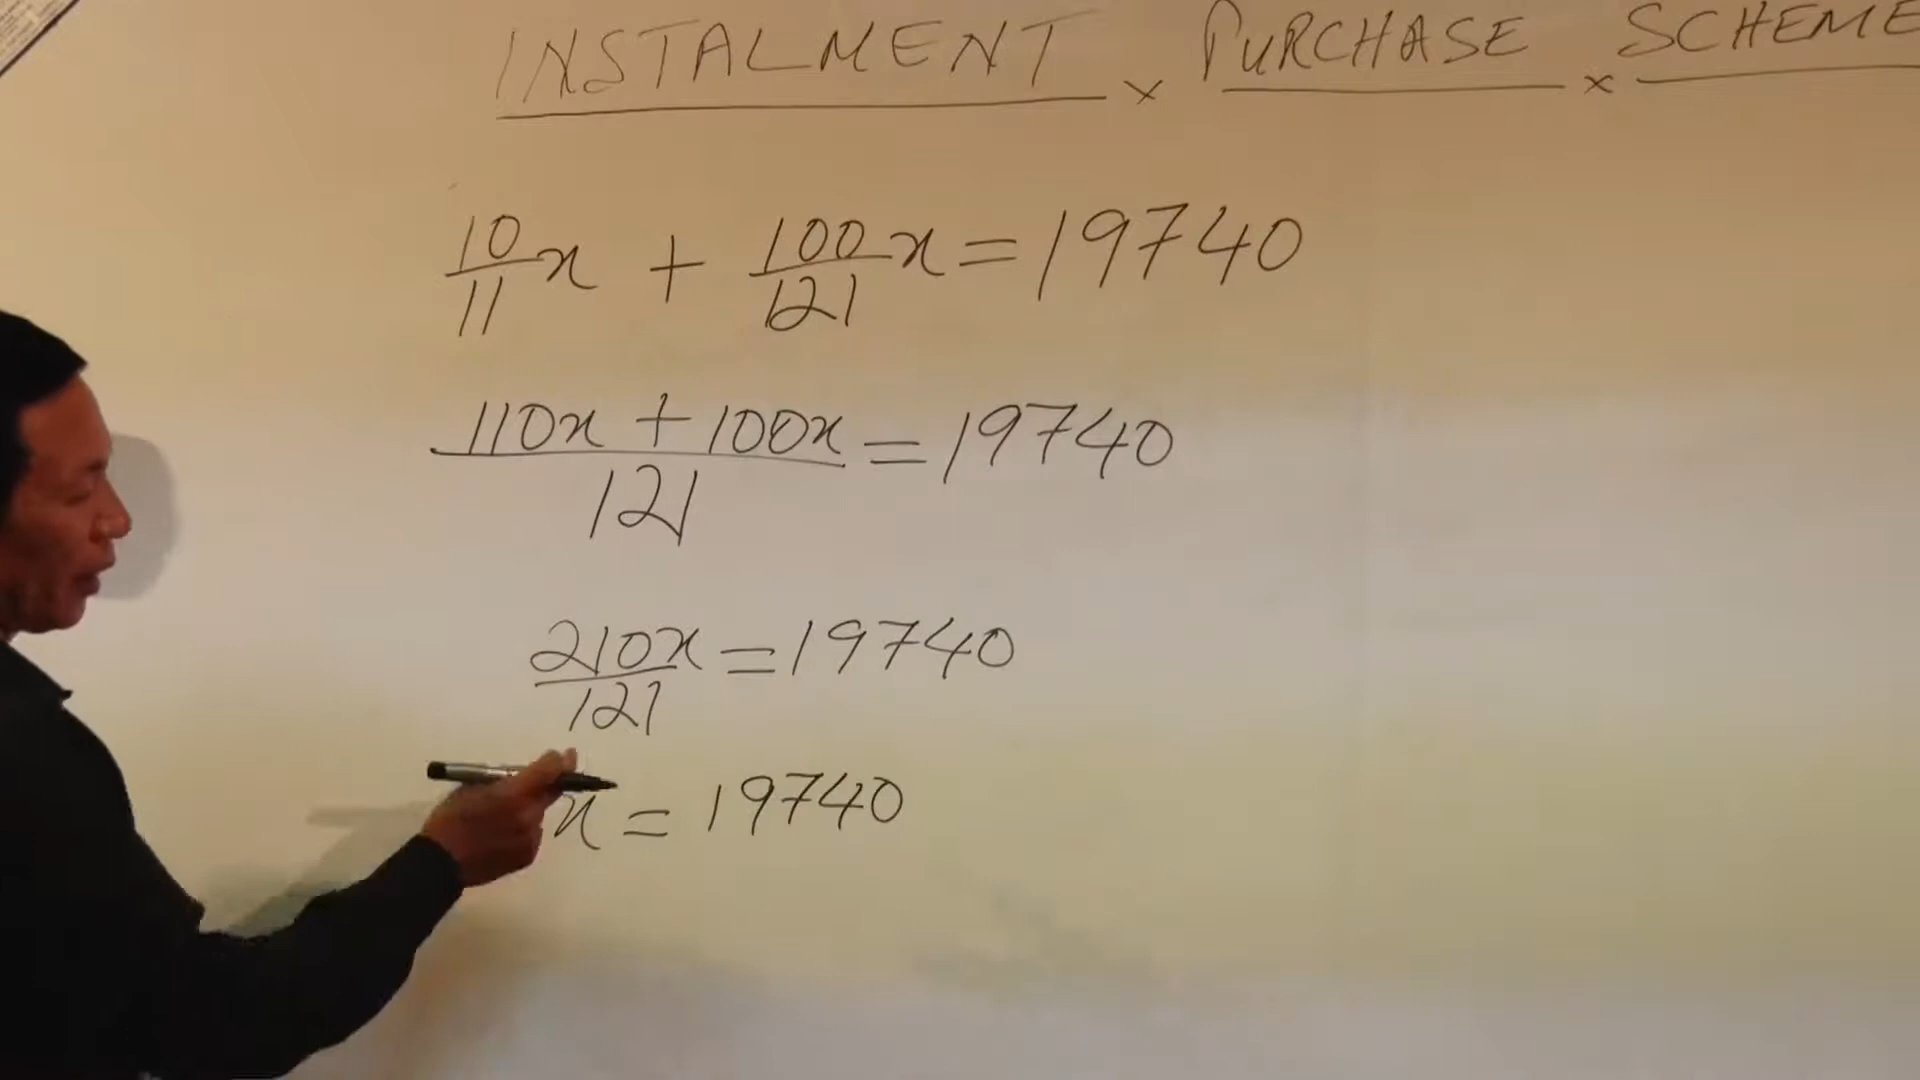 INSTALMENT × PURCHASE × SCHEME
10/11 x + 100/121 x = 19740
110x + 100x / 121 = 19740
210x / 121 = 19740
x = 19740